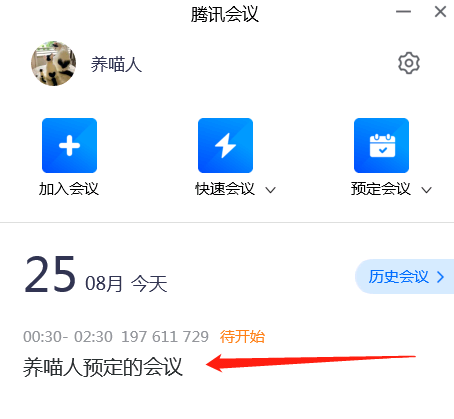 腾讯会议
养喵人
加入会议 快速会议 预定会议
25 08月 今天 历史会议
00:30- 02:30 197 611 729 待开始
养喵人预定的会议